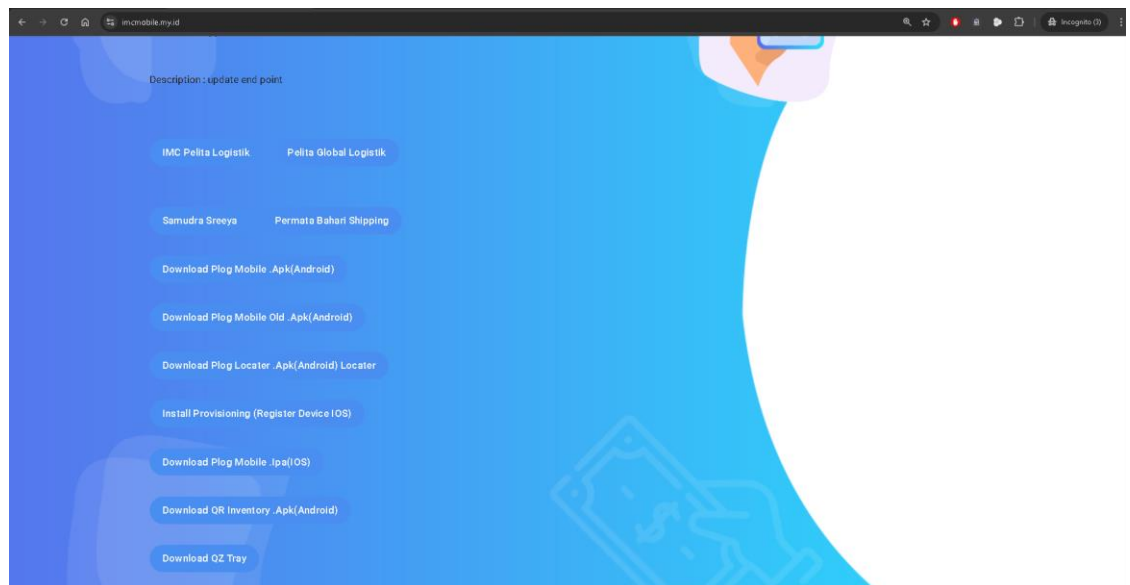 imcmobile.my.id
Incognito (3)
Description : update end point
IMC Pelita Logistik
Pelita Global Logistik
Samudra Sreeya
Permata Bahari Shipping
Download Plog Mobile .Apk(Android)
Download Plog Mobile Old .Apk(Android)
Download Plog Locater .Apk(Android) Locater
Install Provisioning (Register Device IOS)
Download Plog Mobile .Ipa(IOS)
Download QR Inventory .Apk(Android)
Download QZ Tray